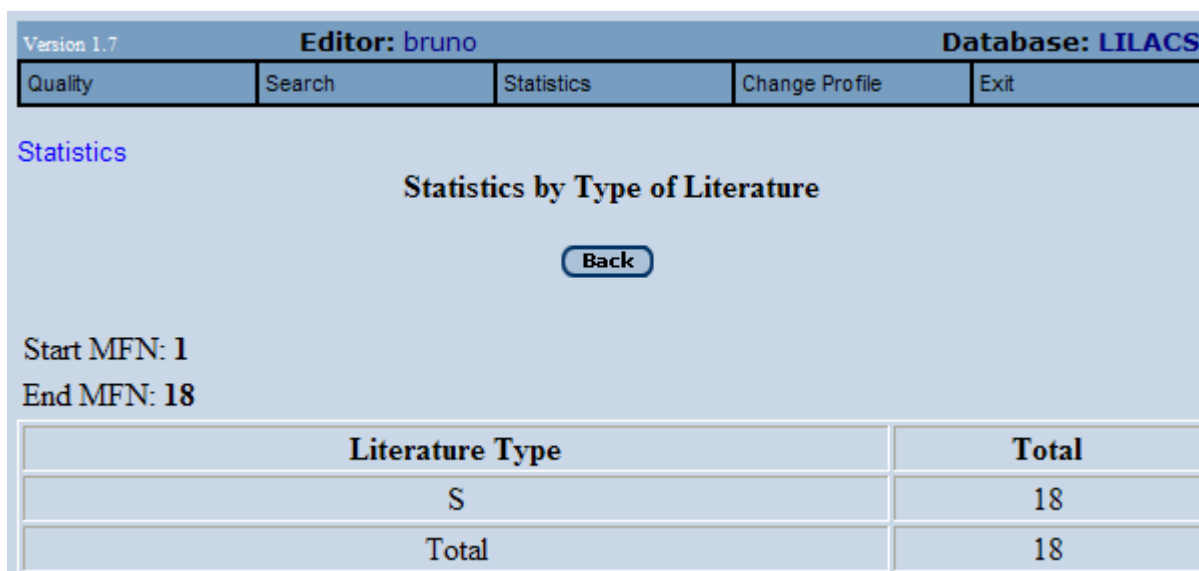 Version 1.7 Editor: bruno Database: LILACS
Quality Search Statistics Change Profile Exit
Statistics
Statistics by Type of Literature
Back
Start MFN: 1
End MFN: 18
Literature Type Total
S 18
Total 18